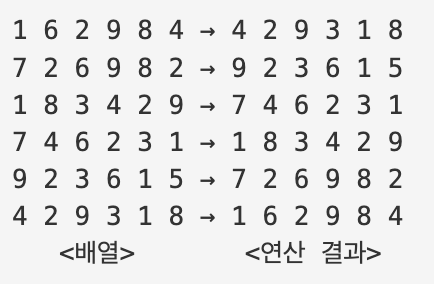 1 6 2 9 8 4 → 4 2 9 3 1 8
7 2 6 9 8 2 → 9 2 3 6 1 5
1 8 3 4 2 9 → 7 4 6 2 3 1
7 4 6 2 3 1 → 1 8 3 4 2 9
9 2 3 6 1 5 → 7 2 6 9 8 2
4 2 9 3 1 8 → 1 6 2 9 8 4
<배열> <연산 결과>